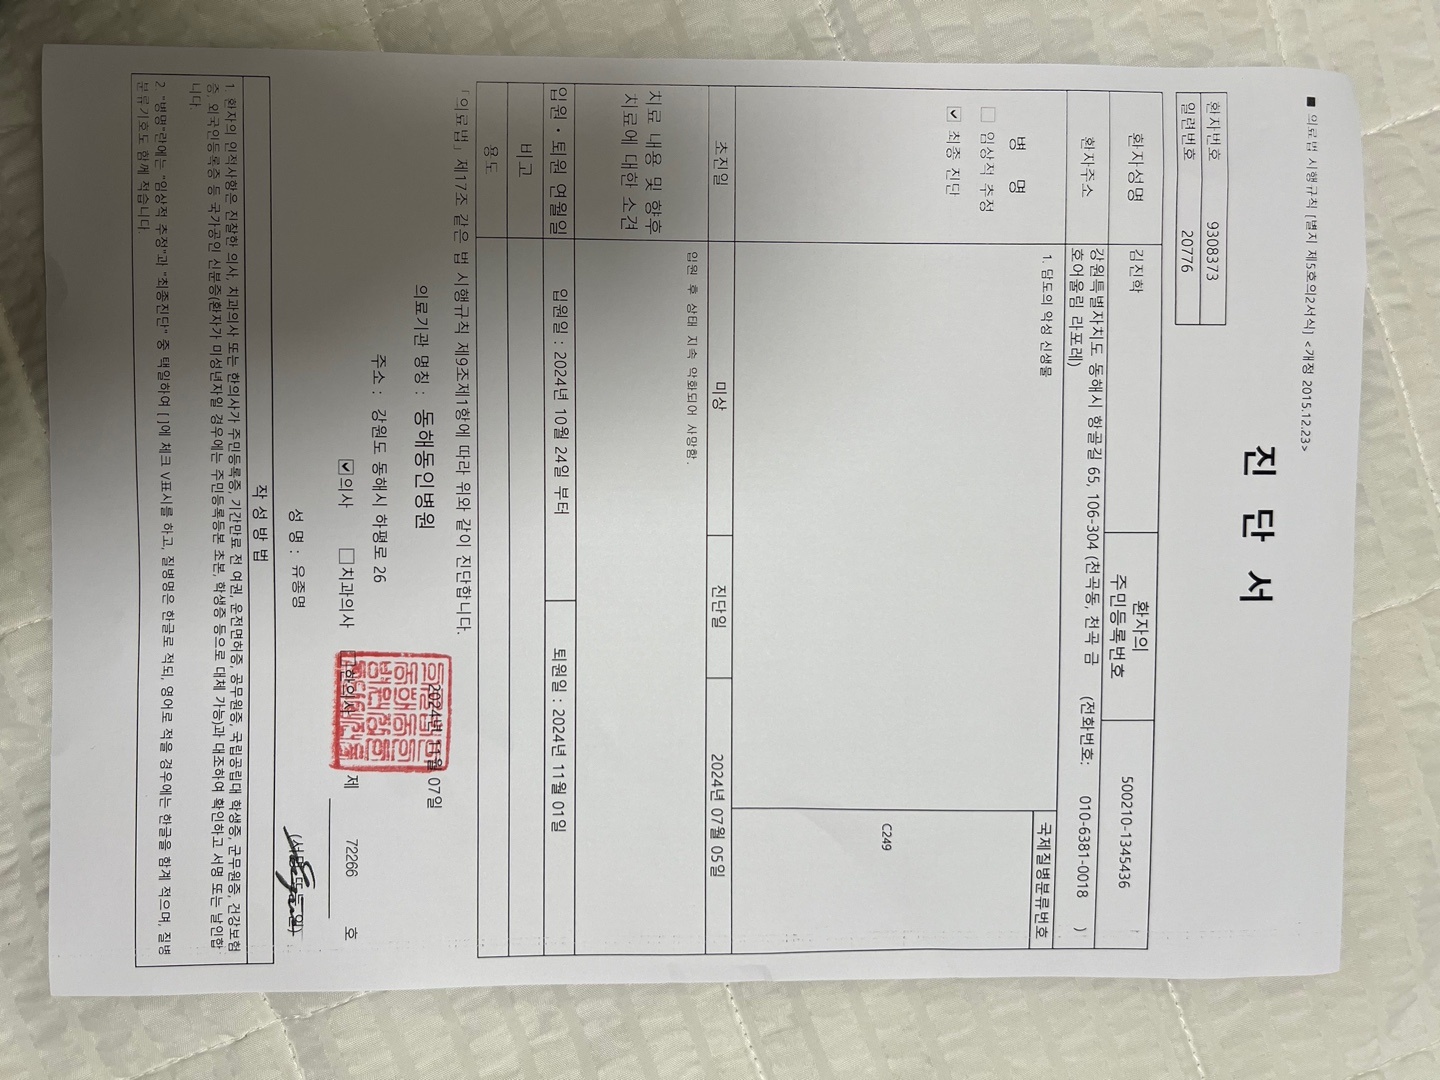 ■ 의료법 시행규칙 [별지 제5호의2서식] <개정 2015.12.23>
진 단 서
환자번호 9308373
일련번호 20776
환자성명 김진학 환자의 주민등록번호 500210-1345436
환자주소 강원특별자치도 동해시 항골길 65, 106-304 (천곡동, 천곡 금
호어울림 라포레) (전화번호: 010-6381-0018 )
병 명
□ 임상적 추정
☑ 최종 진단
1. 담도의 악성 신생물
국제질병분류번호
C249
초진일 미상 진단일 2024년 07월 05일
치료 내용 및 향후
치료에 대한 소견
입원 후 상태 지속 악화되어 사망함.
입원 · 퇴원 연월일 입원일 : 2024년 10월 24일 부터 퇴원일 : 2024년 11월 01일
비고
용도
「의료법」 제17조 같은 법 시행규칙 제9조제1항에 따라 위와 같이 진단합니다.
2024년 11월 07일
의료기관 명칭 : 동해동인병원
주소 : 강원도 동해시 하평로 26
☑의사 □치과의사 □한의사 제 72266 호
성 명 : 유종명 (서명 또는 인)
작 성 방 법
1. 환자의 인적사항은 진찰한 의사, 치과의사 또는 한의사가 주민등록증, 기간만료 전 여권, 운전면허증, 공무원증, 국립공립대 학생증, 군무원증, 건강보험
증, 외국인등록증 등 국가공인 신분증(환자가 미성년자일 경우에는 주민등록등본 초본, 학생증 등으로 대체 가능)과 대조하여 확인하고 서명 또는 날인합
니다.
2. "병명"란에는 "임상적 추정"과 "최종진단" 중 택일하여 [ ]에 체크 V표시를 하고, 질병명은 한글로 적되, 영어로 적을 경우에는 한글을 함께 적으며, 질병
분류기호도 함께 적습니다.